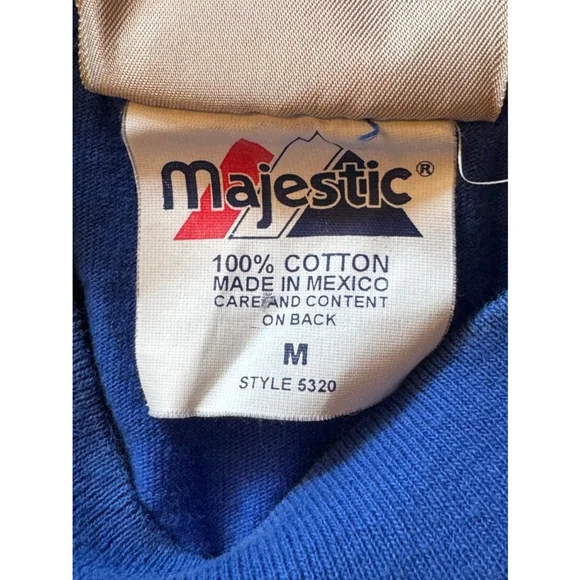 majestic®
100% COTTON
MADE IN MEXICO
CARE AND CONTENT
ON BACK
M
STYLE 5320